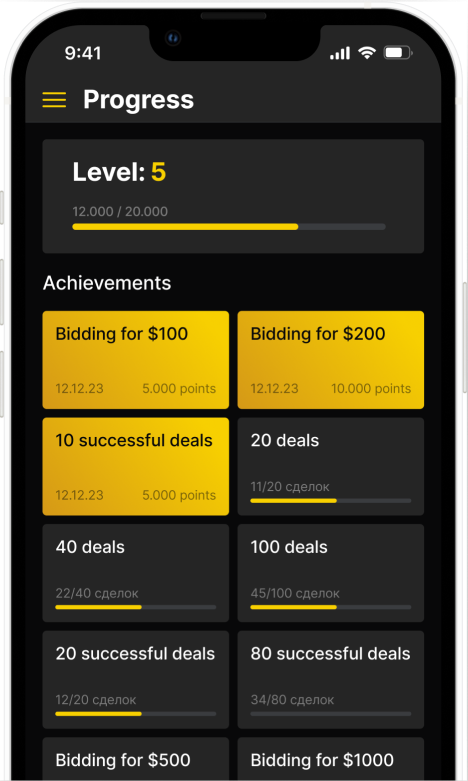 9:41
Progress
Level: 5
12.000 / 20.000
Achievements
Bidding for $100
12.12.23 5.000 points
Bidding for $200
12.12.23 10.000 points
10 successful deals
12.12.23 5.000 points
20 deals
11/20 сделок
40 deals
22/40 сделок
100 deals
45/100 сделок
20 successful deals
12/20 сделок
80 successful deals
34/80 сделок
Bidding for $500
Bidding for $1000